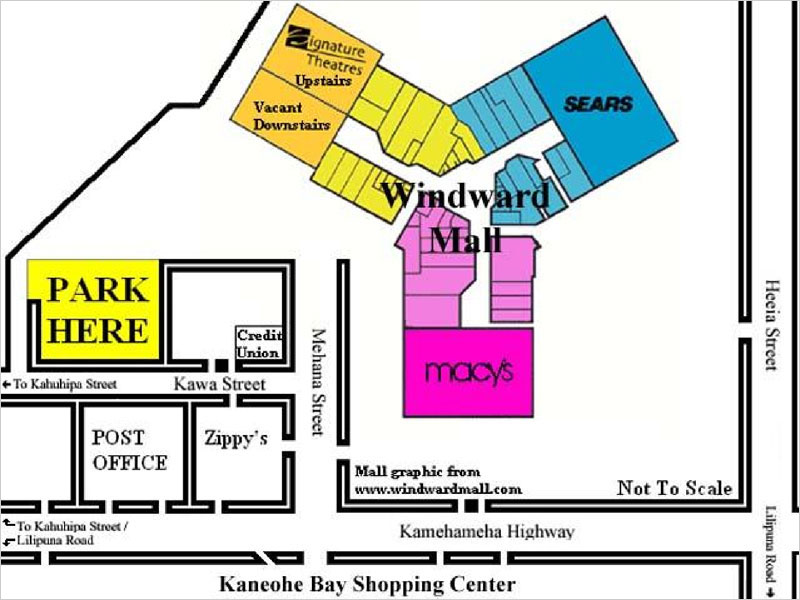 Signature
Theatres
Upstairs
Vacant
Downstairs
SEARS
Windward
Mall
macy's
PARK
HERE
Credit
Union
Mehana Street
Heeia Street
←To Kahuhipa Street
Kawa Street
POST
OFFICE
Zippy's
Mall graphic from
www.windwardmall.com
Not To Scale
To Kahuhipa Street /
Lilipuna Road
Kamehameha Highway
Lilipuna Road→
Kaneohe Bay Shopping Center